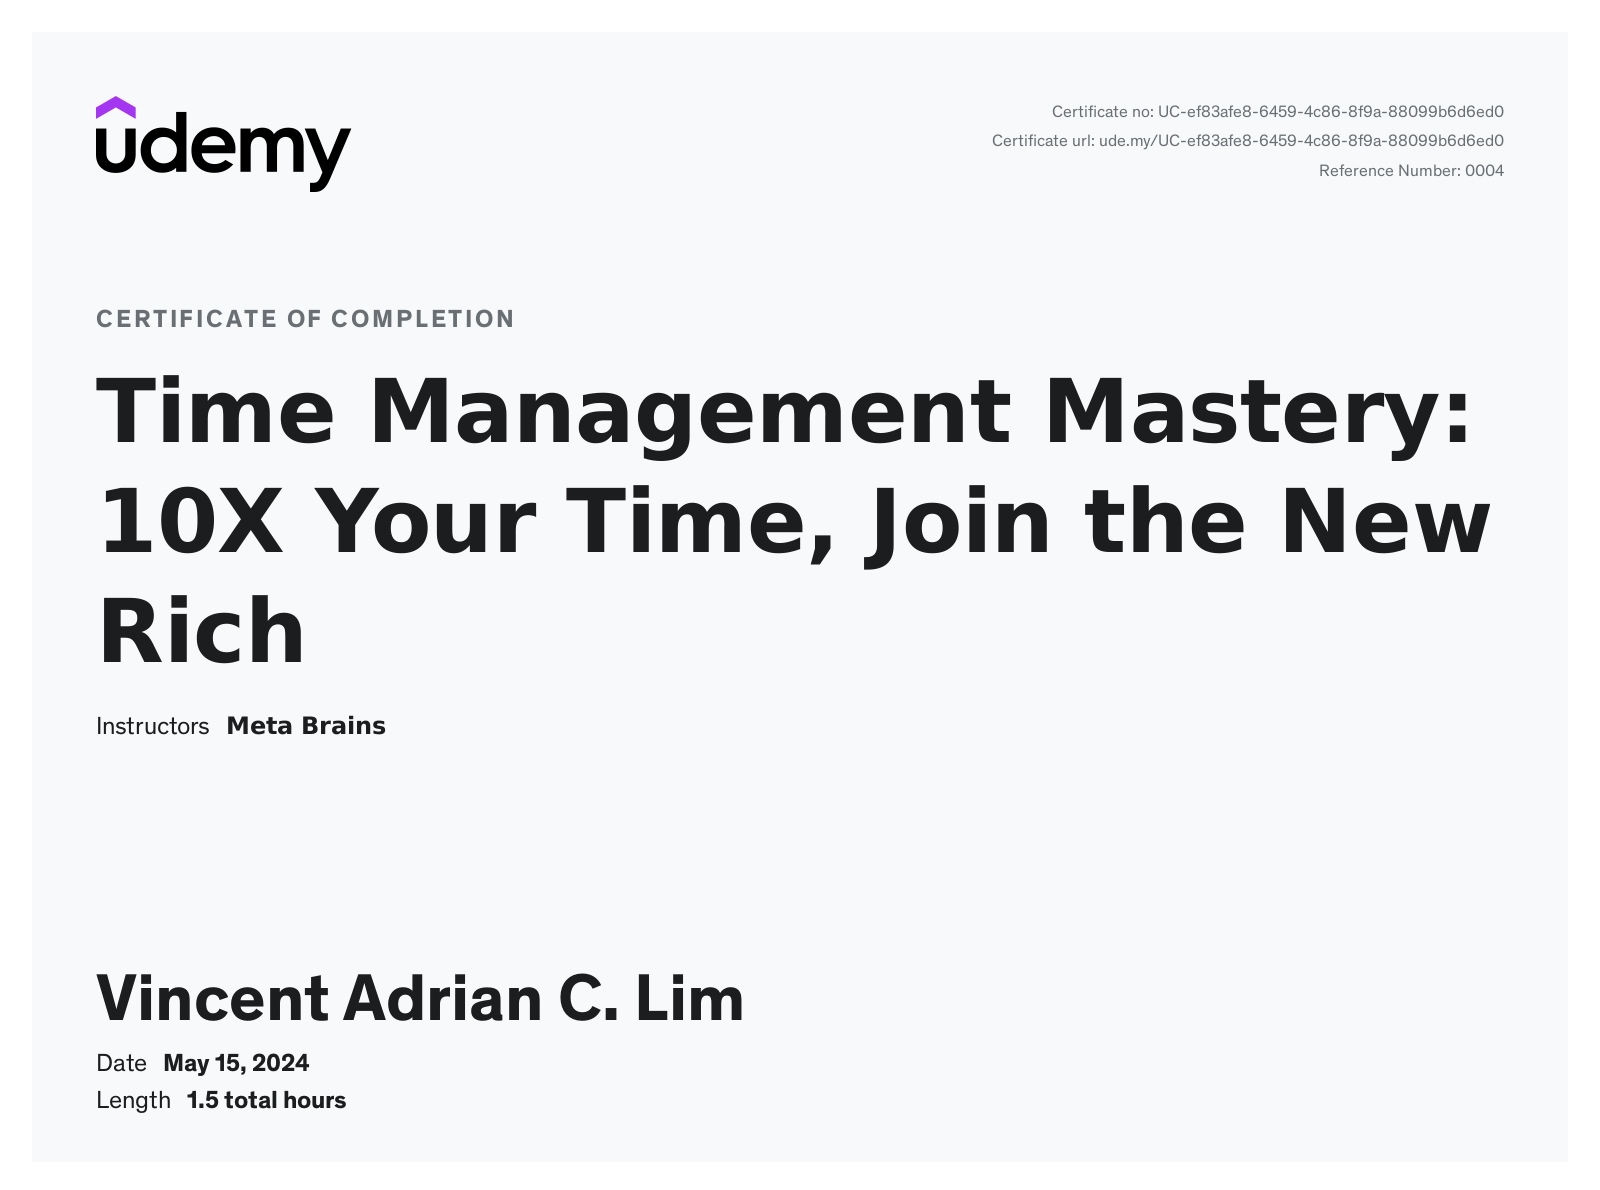 udemy
Certificate no: UC-ef83afe8-6459-4c86-8f9a-88099b6d6ed0
Certificate url: ude.my/UC-ef83afe8-6459-4c86-8f9a-88099b6d6ed0
Reference Number: 0004
CERTIFICATE OF COMPLETION
Time Management Mastery:
10X Your Time, Join the New
Rich
Instructors Meta Brains
Vincent Adrian C. Lim
Date May 15, 2024
Length 1.5 total hours